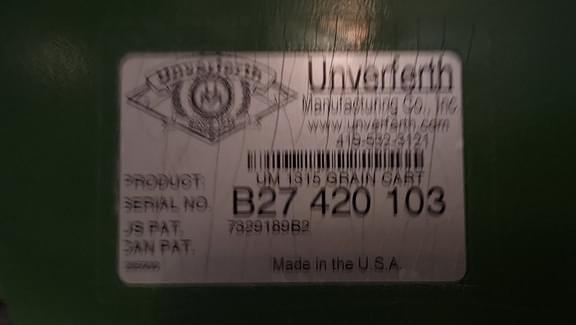 Unverferth
Unverferth
Manufacturing Co., Inc.
www.unverferth.com
419-532-3121
PRODUCT: UM 1315 GRAIN CART
SERIAL NO. B27 420 103
US PAT. 7329189B2
CAN PAT.
Made in the U.S.A.